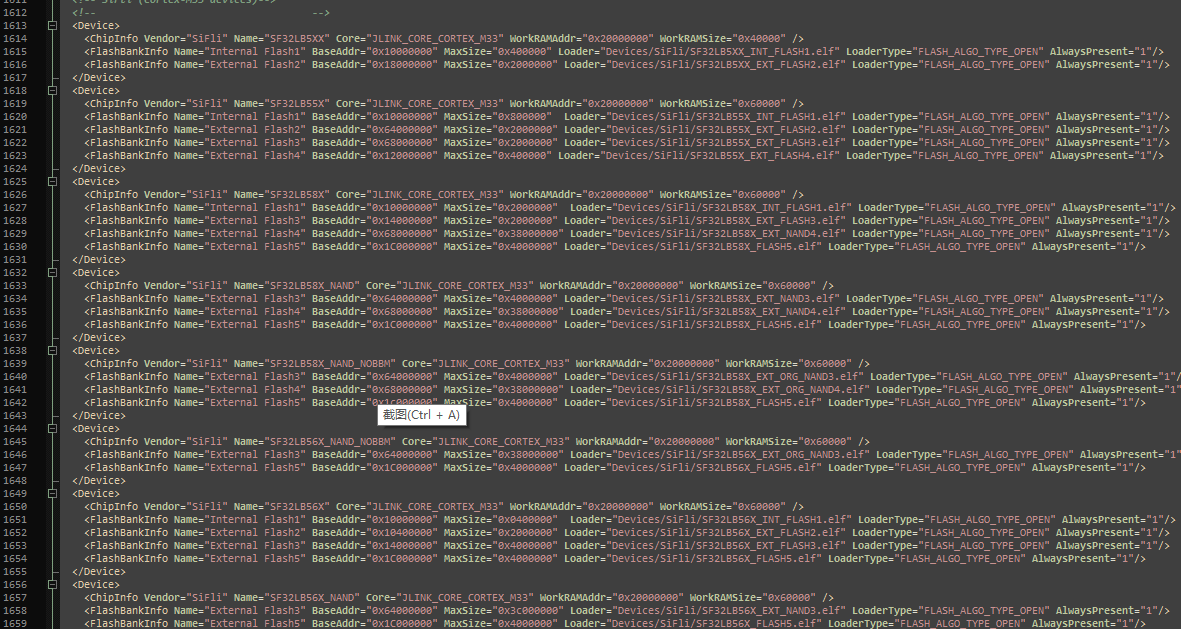 1611 <!-- SiFli (Cortex-M33 devices)-->
1612 <!-- -->
1613 <Device>
1614 <ChipInfo Vendor="SiFli" Name="SF32LB5XX" Core="JLINK_CORE_CORTEX_M33" WorkRAMAddr="0x20000000" WorkRAMSize="0x40000" />
1615 <FlashBankInfo Name="Internal Flash1" BaseAddr="0x10000000" MaxSize="0x400000" Loader="Devices/SiFli/SF32LB5XX_INT_FLASH1.elf" LoaderType="FLASH_ALGO_TYPE_OPEN" AlwaysPresent="1"/>
1616 <FlashBankInfo Name="External Flash2" BaseAddr="0x18000000" MaxSize="0x2000000" Loader="Devices/SiFli/SF32LB5XX_EXT_FLASH2.elf" LoaderType="FLASH_ALGO_TYPE_OPEN" AlwaysPresent="1"/>
1617 </Device>
1618 <Device>
1619 <ChipInfo Vendor="SiFli" Name="SF32LB55X" Core="JLINK_CORE_CORTEX_M33" WorkRAMAddr="0x20000000" WorkRAMSize="0x60000" />
1620 <FlashBankInfo Name="Internal Flash1" BaseAddr="0x10000000" MaxSize="0x800000" Loader="Devices/SiFli/SF32LB55X_INT_FLASH1.elf" LoaderType="FLASH_ALGO_TYPE_OPEN" AlwaysPresent="1"/>
1621 <FlashBankInfo Name="External Flash2" BaseAddr="0x64000000" MaxSize="0x2000000" Loader="Devices/SiFli/SF32LB55X_EXT_FLASH2.elf" LoaderType="FLASH_ALGO_TYPE_OPEN" AlwaysPresent="1"/>
1622 <FlashBankInfo Name="External Flash3" BaseAddr="0x68000000" MaxSize="0x2000000" Loader="Devices/SiFli/SF32LB55X_EXT_FLASH3.elf" LoaderType="FLASH_ALGO_TYPE_OPEN" AlwaysPresent="1"/>
1623 <FlashBankInfo Name="External Flash4" BaseAddr="0x12000000" MaxSize="0x400000" Loader="Devices/SiFli/SF32LB55X_EXT_FLASH4.elf" LoaderType="FLASH_ALGO_TYPE_OPEN" AlwaysPresent="1"/>
1624 </Device>
1625 <Device>
1626 <ChipInfo Vendor="SiFli" Name="SF32LB58X" Core="JLINK_CORE_CORTEX_M33" WorkRAMAddr="0x20000000" WorkRAMSize="0x60000" />
1627 <FlashBankInfo Name="Internal Flash1" BaseAddr="0x10000000" MaxSize="0x2000000" Loader="Devices/SiFli/SF32LB58X_INT_FLASH1.elf" LoaderType="FLASH_ALGO_TYPE_OPEN" AlwaysPresent="1"/>
1628 <FlashBankInfo Name="External Flash3" BaseAddr="0x14000000" MaxSize="0x2000000" Loader="Devices/SiFli/SF32LB58X_EXT_FLASH3.elf" LoaderType="FLASH_ALGO_TYPE_OPEN" AlwaysPresent="1"/>
1629 <FlashBankInfo Name="External Flash4" BaseAddr="0x68000000" MaxSize="0x38000000" Loader="Devices/SiFli/SF32LB58X_EXT_NAND4.elf" LoaderType="FLASH_ALGO_TYPE_OPEN" AlwaysPresent="1"/>
1630 <FlashBankInfo Name="External Flash5" BaseAddr="0x1C000000" MaxSize="0x4000000" Loader="Devices/SiFli/SF32LB58X_FLASH5.elf" LoaderType="FLASH_ALGO_TYPE_OPEN" AlwaysPresent="1"/>
1631 </Device>
1632 <Device>
1633 <ChipInfo Vendor="SiFli" Name="SF32LB58X_NAND" Core="JLINK_CORE_CORTEX_M33" WorkRAMAddr="0x20000000" WorkRAMSize="0x60000" />
1634 <FlashBankInfo Name="External Flash3" BaseAddr="0x64000000" MaxSize="0x4000000" Loader="Devices/SiFli/SF32LB58X_EXT_NAND3.elf" LoaderType="FLASH_ALGO_TYPE_OPEN" AlwaysPresent="1"/>
1635 <FlashBankInfo Name="External Flash4" BaseAddr="0x68000000" MaxSize="0x38000000" Loader="Devices/SiFli/SF32LB58X_EXT_NAND4.elf" LoaderType="FLASH_ALGO_TYPE_OPEN" AlwaysPresent="1"/>
1636 <FlashBankInfo Name="External Flash5" BaseAddr="0x1C000000" MaxSize="0x4000000" Loader="Devices/SiFli/SF32LB58X_FLASH5.elf" LoaderType="FLASH_ALGO_TYPE_OPEN" AlwaysPresent="1"/>
1637 </Device>
1638 <Device>
1639 <ChipInfo Vendor="SiFli" Name="SF32LB58X_NAND_NOBBM" Core="JLINK_CORE_CORTEX_M33" WorkRAMAddr="0x20000000" WorkRAMSize="0x60000" />
1640 <FlashBankInfo Name="External Flash3" BaseAddr="0x64000000" MaxSize="0x4000000" Loader="Devices/SiFli/SF32LB58X_EXT_ORG_NAND3.elf" LoaderType="FLASH_ALGO_TYPE_OPEN" AlwaysPresent="1"/
1641 <FlashBankInfo Name="External Flash4" BaseAddr="0x68000000" MaxSize="0x38000000" Loader="Devices/SiFli/SF32LB58X_EXT_ORG_NAND4.elf" LoaderType="FLASH_ALGO_TYPE_OPEN" AlwaysPresent="1"
1642 <FlashBankInfo Name="External Flash5" BaseAddr="0x1C000000" MaxSize="0x4000000" Loader="Devices/SiFli/SF32LB58X_FLASH5.elf" LoaderType="FLASH_ALGO_TYPE_OPEN" AlwaysPresent="1"/>
1643 </Device>
截图(Ctrl + A)
1644 <Device>
1645 <ChipInfo Vendor="SiFli" Name="SF32LB56X_NAND_NOBBM" Core="JLINK_CORE_CORTEX_M33" WorkRAMAddr="0x20000000" WorkRAMSize="0x60000" />
1646 <FlashBankInfo Name="External Flash3" BaseAddr="0x64000000" MaxSize="0x38000000" Loader="Devices/SiFli/SF32LB56X_EXT_ORG_NAND3.elf" LoaderType="FLASH_ALGO_TYPE_OPEN" AlwaysPresent="1"
1647 <FlashBankInfo Name="External Flash5" BaseAddr="0x1C000000" MaxSize="0x4000000" Loader="Devices/SiFli/SF32LB56X_FLASH5.elf" LoaderType="FLASH_ALGO_TYPE_OPEN" AlwaysPresent="1"/>
1648 </Device>
1649 <Device>
1650 <ChipInfo Vendor="SiFli" Name="SF32LB56X" Core="JLINK_CORE_CORTEX_M33" WorkRAMAddr="0x20000000" WorkRAMSize="0x60000" />
1651 <FlashBankInfo Name="Internal Flash1" BaseAddr="0x10000000" MaxSize="0x0400000" Loader="Devices/SiFli/SF32LB56X_INT_FLASH1.elf" LoaderType="FLASH_ALGO_TYPE_OPEN" AlwaysPresent="1"/>
1652 <FlashBankInfo Name="External Flash2" BaseAddr="0x10400000" MaxSize="0x2000000" Loader="Devices/SiFli/SF32LB56X_EXT_FLASH2.elf" LoaderType="FLASH_ALGO_TYPE_OPEN" AlwaysPresent="1"/>
1653 <FlashBankInfo Name="External Flash3" BaseAddr="0x14000000" MaxSize="0x4000000" Loader="Devices/SiFli/SF32LB56X_EXT_FLASH3.elf" LoaderType="FLASH_ALGO_TYPE_OPEN" AlwaysPresent="1"/>
1654 <FlashBankInfo Name="External Flash5" BaseAddr="0x1C000000" MaxSize="0x4000000" Loader="Devices/SiFli/SF32LB56X_FLASH5.elf" LoaderType="FLASH_ALGO_TYPE_OPEN" AlwaysPresent="1"/>
1655 </Device>
1656 <Device>
1657 <ChipInfo Vendor="SiFli" Name="SF32LB56X_NAND" Core="JLINK_CORE_CORTEX_M33" WorkRAMAddr="0x20000000" WorkRAMSize="0x60000" />
1658 <FlashBankInfo Name="External Flash3" BaseAddr="0x64000000" MaxSize="0x3c000000" Loader="Devices/SiFli/SF32LB56X_EXT_NAND3.elf" LoaderType="FLASH_ALGO_TYPE_OPEN" AlwaysPresent="1"/>
1659 <FlashBankInfo Name="External Flash5" BaseAddr="0x1C000000" MaxSize="0x4000000" Loader="Devices/SiFli/SF32LB56X_FLASH5.elf" LoaderType="FLASH_ALGO_TYPE_OPEN" AlwaysPresent="1"/>